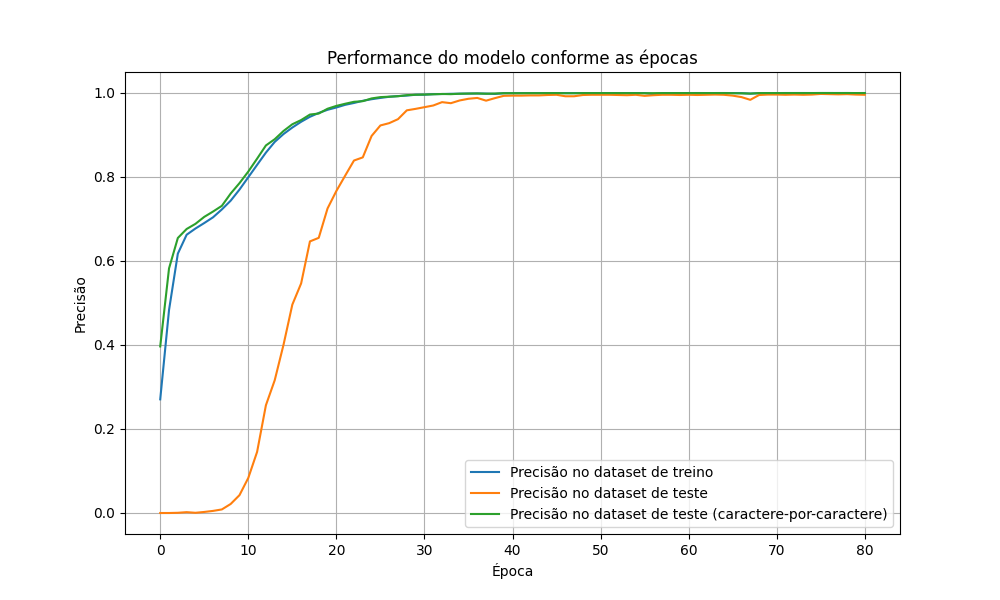 Performance do modelo conforme as épocas
1.0
0.8
0.6
0.4
0.2
0.0
Precisão
0 10 20 30 40 50 60 70 80
Época
Precisão no dataset de treino
Precisão no dataset de teste
Precisão no dataset de teste (caractere-por-caractere)